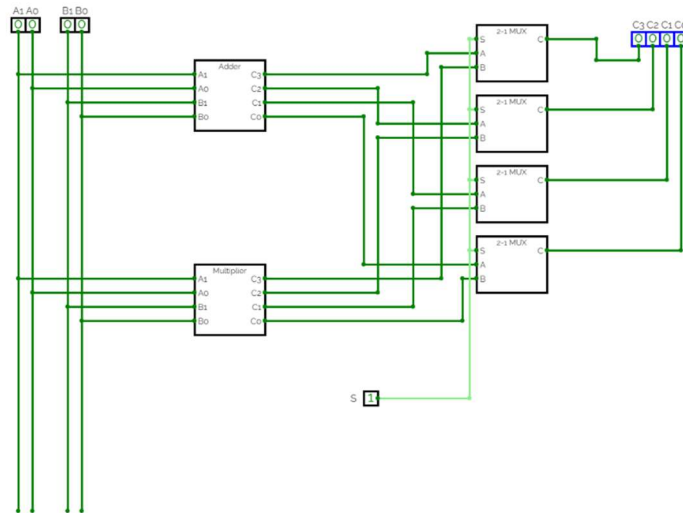 A1 A0 B1 B0
0 0 0 0
C3 C2 C1 C0
0 0 0 0
Adder
A1 C3
A0 C2
B1 C1
B0 C0
2-1 MUX
S C
A
B
2-1 MUX
S C
A
B
2-1 MUX
S C
A
B
2-1 MUX
S C
A
B
Multiplier
A1 C3
A0 C2
B1 C1
B0 C0
S 1